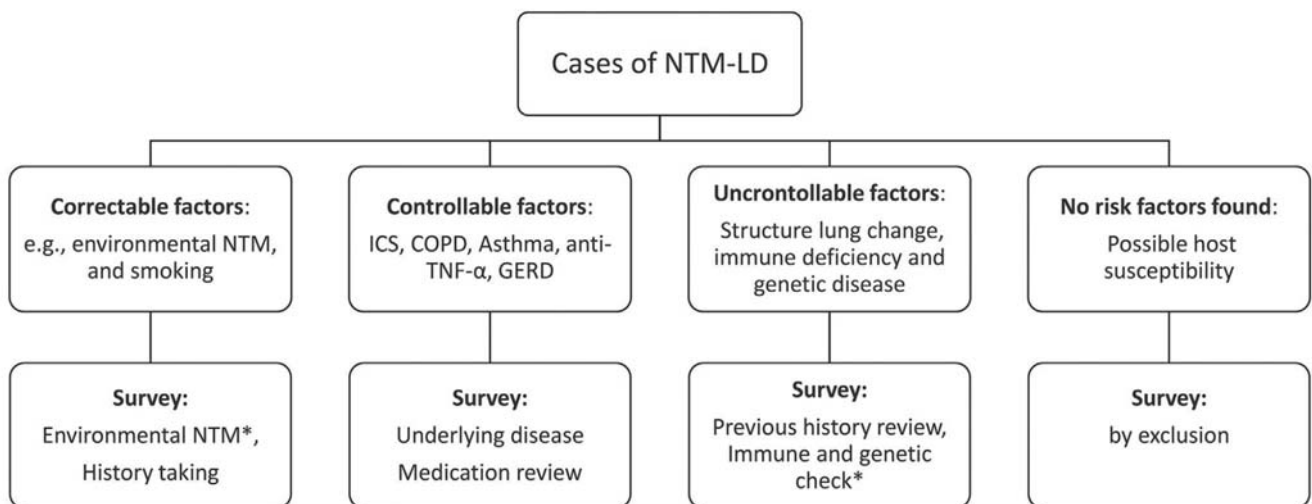 Cases of NTM-LD
Correctable factors:
e.g., environmental NTM,
and smoking
Controllable factors:
ICS, COPD, Asthma, anti-
TNF-α, GERD
Uncrontollable factors:
Structure lung change,
immune deficiency and
genetic disease
No risk factors found:
Possible host
susceptibility
Survey:
Environmental NTM*,
History taking
Survey:
Underlying disease
Medication review
Survey:
Previous history review,
Immune and genetic
check*
Survey:
by exclusion